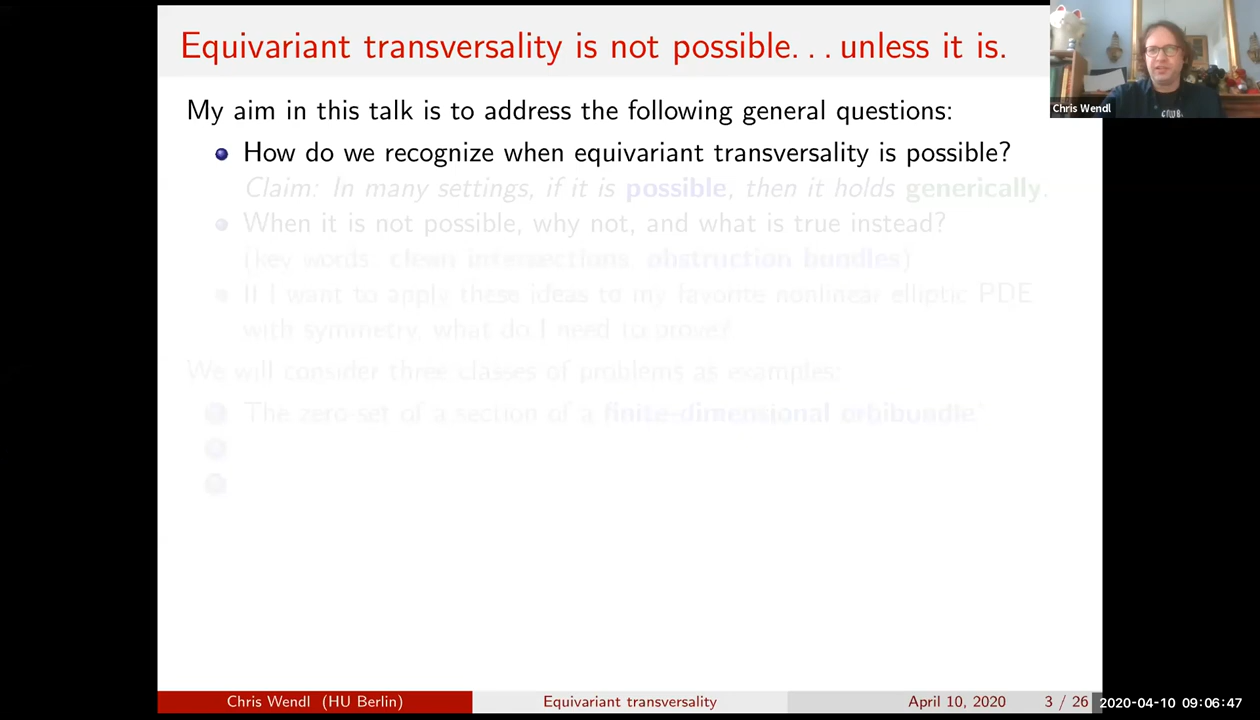 Equivariant transversality is not possible. . . unless it is.
My aim in this talk is to address the following general questions:
How do we recognize when equivariant transversality is possible?
Claim: In many settings, if it is possible, then it holds generically.
When it is not possible, why not, and what is true instead?
(key words: clean intersections, obstruction bundles)
If I want to apply these ideas to my favorite nonlinear elliptic PDE
with symmetry, what do I need to prove?
We will consider three classes of problems as examples:
The zero set of a section of a finite-dimensional orbibundle
Chris Wendl
Chris Wendl (HU Berlin) Equivariant transversality April 10, 2020 3 / 26 2020-04-10 09:06:47